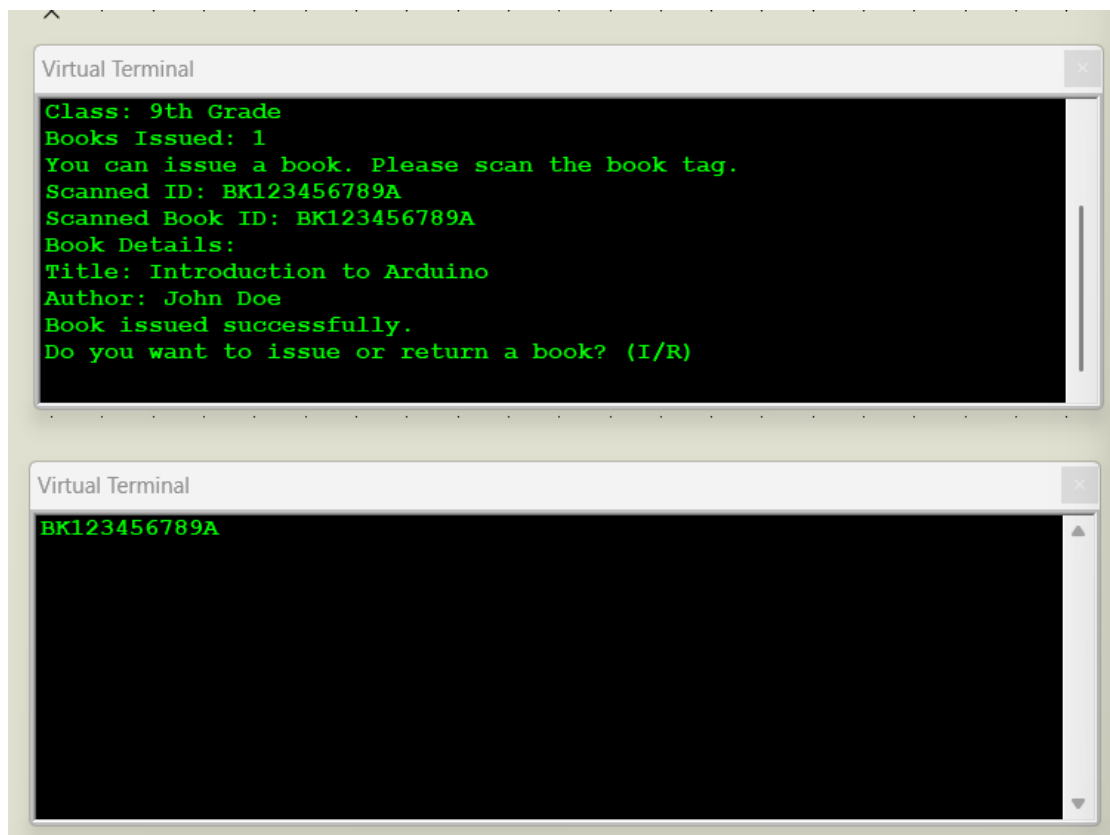 Virtual Terminal
Class: 9th Grade
Books Issued: 1
You can issue a book. Please scan the book tag.
Scanned ID: BK123456789A
Scanned Book ID: BK123456789A
Book Details:
Title: Introduction to Arduino
Author: John Doe
Book issued successfully.
Do you want to issue or return a book? (I/R)
Virtual Terminal
BK123456789A